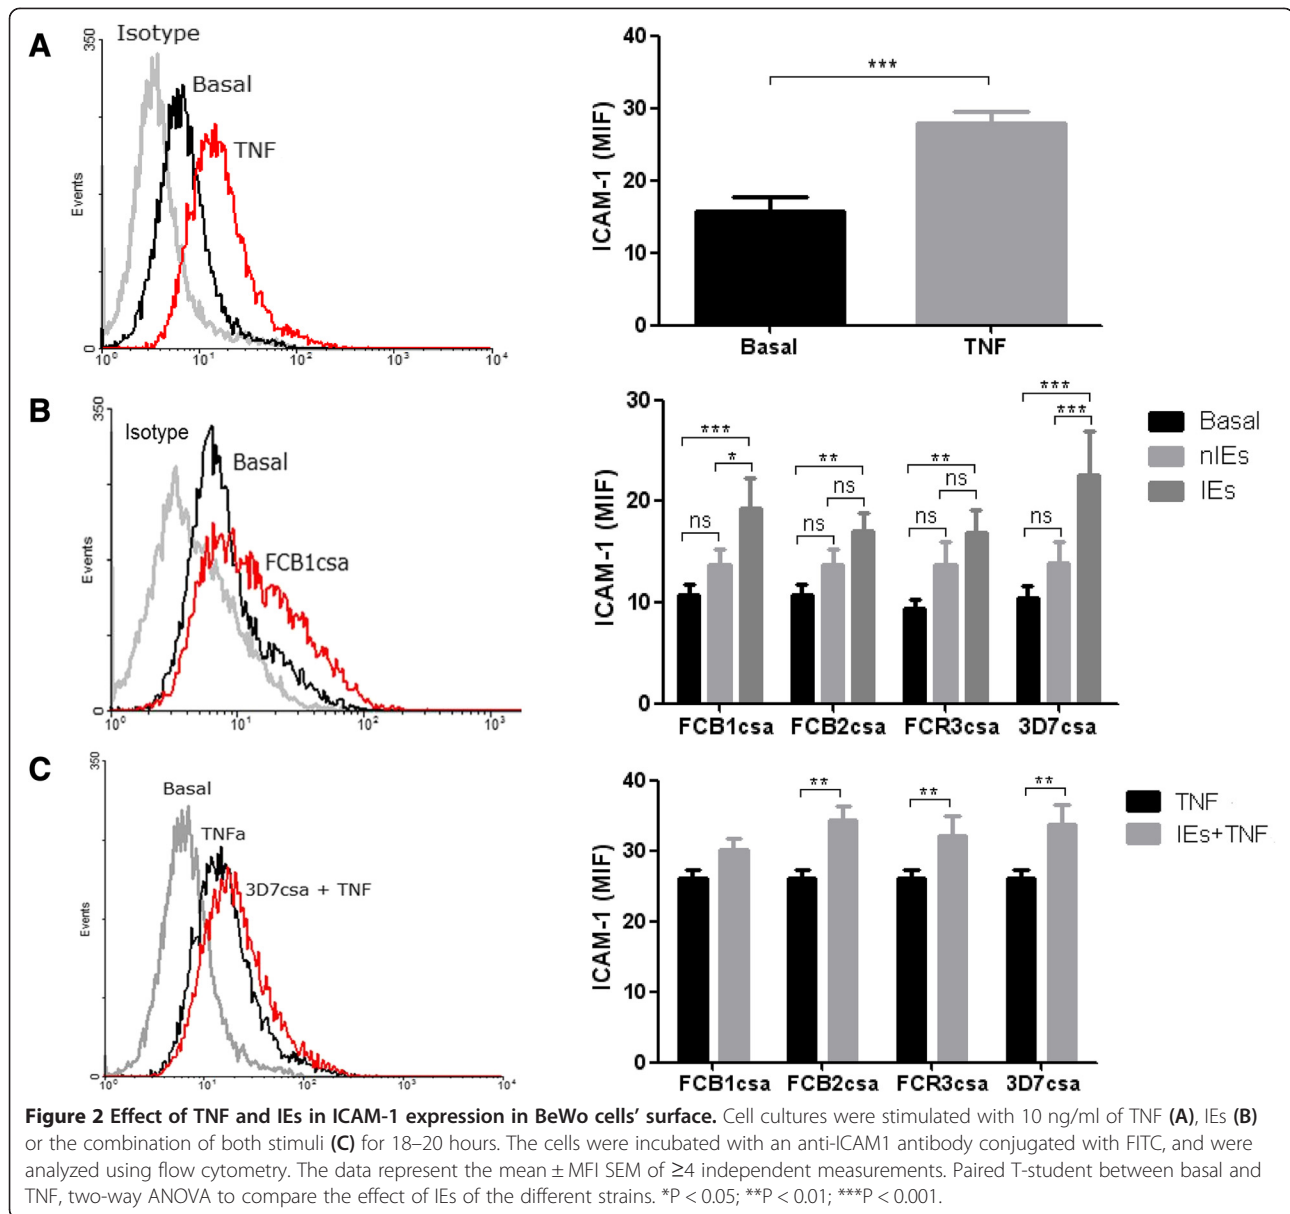 A
350
Isotype
Basal
TNF
Events
0
10⁰ 10¹ 10² 10³ 10⁴
40
30
20
10
0
ICAM-1 (MIF)
***
Basal TNF
B
350
Isotype
Basal
FCB1csa
Events
0
10⁰ 10¹ 10² 10³
30
20
10
0
ICAM-1 (MIF)
*** * ns
** ns ns
** ns ns
*** *** ns
FCB1csa FCB2csa FCR3csa 3D7csa
Basal
nIEs
IEs
C
350
Basal
TNFa
3D7csa + TNF
Events
0
10⁰ 10¹ 10² 10³ 10⁴
40
30
20
10
0
ICAM-1 (MIF)
** ** **
FCB1csa FCB2csa FCR3csa 3D7csa
TNF
IEs+TNF
Figure 2 Effect of TNF and IEs in ICAM-1 expression in BeWo cells’ surface. Cell cultures were stimulated with 10 ng/ml of TNF (A), IEs (B)
or the combination of both stimuli (C) for 18–20 hours. The cells were incubated with an anti-ICAM1 antibody conjugated with FITC, and were
analyzed using flow cytometry. The data represent the mean ± MFI SEM of ≥4 independent measurements. Paired T-student between basal and
TNF, two-way ANOVA to compare the effect of IEs of the different strains. *P < 0.05; **P < 0.01; ***P < 0.001.